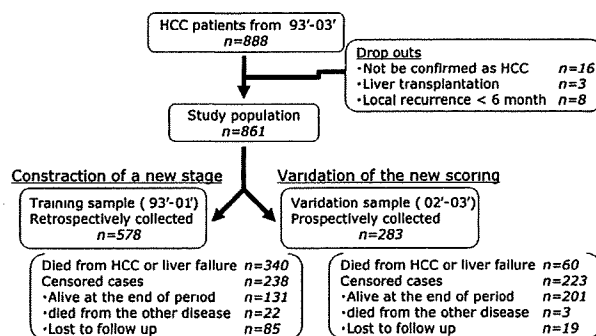 HCC patients from 93'-03'
n=888
Drop outs
・Not be confirmed as HCC n=16
・Liver transplantation n=3
・Local recurrence < 6 month n=8
Study population
n=861
Constraction of a new stage
Training sample ( 93'-01')
Retrospectively collected
n=578
Died from HCC or liver failure n=340
Censored cases n=238
・Alive at the end of period n=131
・died from the other disease n=22
・Lost to follow up n=85
Varidation of the new scoring
Varidation sample ( 02'-03')
Prospectively collected
n=283
Died from HCC or liver failure n=60
Censored cases n=223
・Alive at the end of period n=201
・died from the other disease n=3
・Lost to follow up n=19